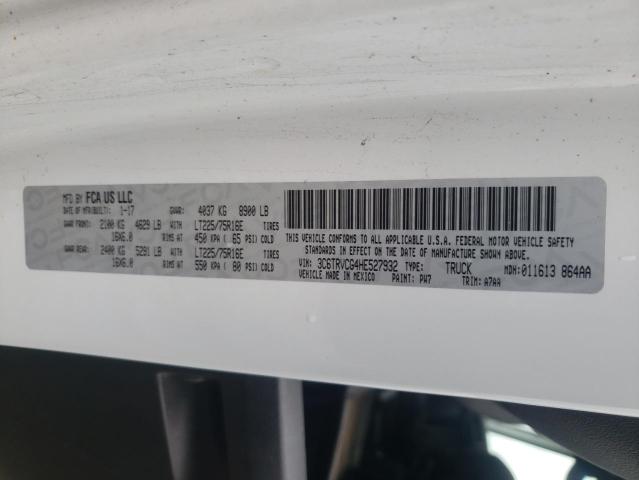 MFD BY FCA US LLC
DATE OF MFR(BUILT): 1-17 GVWR: 4037 KG 8900 LB
GAWR FRONT: 2100 KG 4629 LB WITH LT225/75R16E TIRES
16X6.0 RIMS AT 450 KPA ( 65 PSI) COLD
GAWR REAR: 2400 KG 5291 LB WITH LT225/75R16E TIRES
16X6.0 RIMS AT 550 KPA ( 80 PSI) COLD
THIS VEHICLE CONFORMS TO ALL APPLICABLE U.S.A. FEDERAL MOTOR VEHICLE SAFETY
STANDARDS IN EFFECT ON THE DATE OF MANUFACTURE SHOWN ABOVE.
VIN: 3C6TRVCG4HE527932 TYPE: TRUCK MDH: 011613 864AA
VEHICLE MADE IN MEXICO PAINT: PW7 TRIM: A7AA